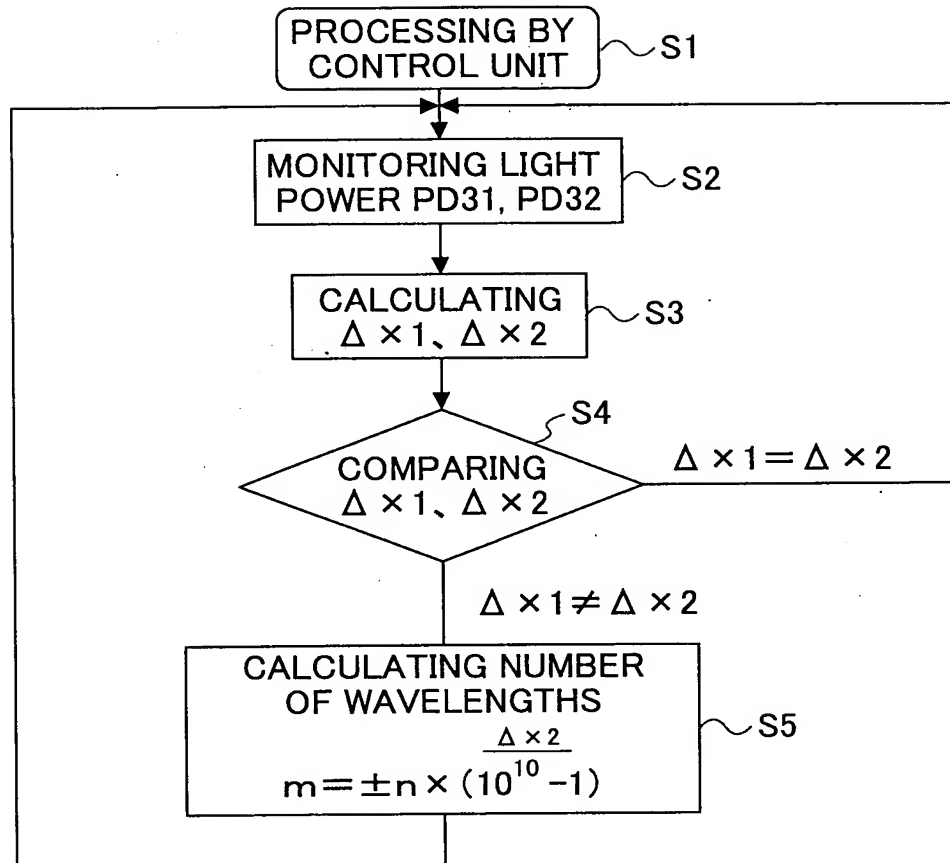 PROCESSING BY
CONTROL UNIT
S1
MONITORING LIGHT
POWER PD31, PD32
S2
CALCULATING
Δ×1、Δ×2
S3
S4
COMPARING
Δ×1、Δ×2
Δ×1=Δ×2
Δ×1≠Δ×2
CALCULATING NUMBER
OF WAVELENGTHS
Δ×2
m=±n×(10^10 -1)
S5